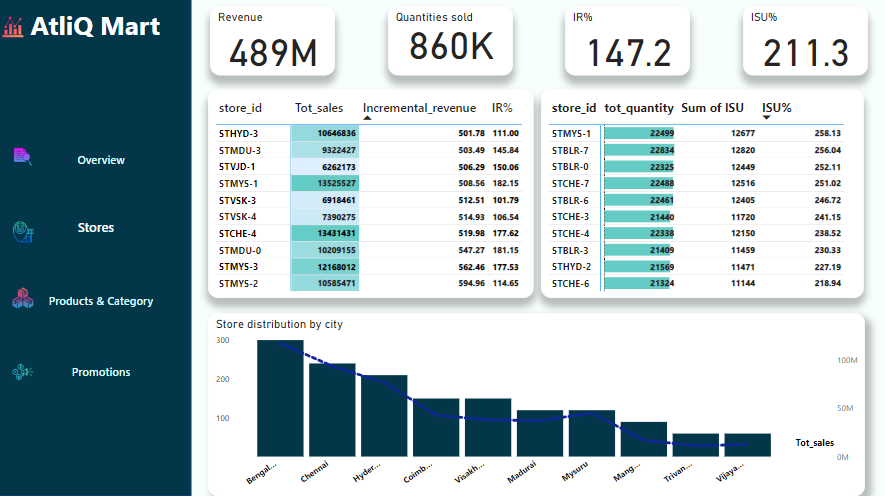 AtliQ Mart
Overview
Stores
Products & Category
Promotions
Revenue
489M
Quantities sold
860K
IR%
147.2
ISU%
211.3
store_id Tot_sales Incremental_revenue IR%
STHYD-3 10646836 501.78 111.00
STMDU-3 9322427 503.49 145.84
STVJD-1 6262173 506.29 150.06
STMYS-1 13525527 508.56 182.15
STVSK-3 6918461 512.51 101.79
STVSK-4 7390275 514.93 106.54
STCHE-4 13431431 519.98 177.62
STMDU-0 10209155 547.27 181.15
STMYS-3 12168012 562.46 177.53
STMYS-2 10585471 594.96 114.65
store_id tot_quantity Sum of ISU ISU%
STMYS-1 22499 12677 258.13
STBLR-7 22834 12820 256.04
STBLR-0 22325 12449 252.11
STCHE-7 22488 12516 251.02
STBLR-6 22461 12405 246.72
STCHE-3 21440 11720 241.15
STCHE-4 22338 12150 238.52
STBLR-3 21409 11459 230.33
STHYD-2 21569 11471 227.19
STCHE-6 21324 11144 218.94
Store distribution by city
300
200
100
100M
50M
0M
Tot_sales
Bengal... Chennai Hyder... Coimb... Visakh... Madurai Mysuru Mang... Trivan... Vijaya...